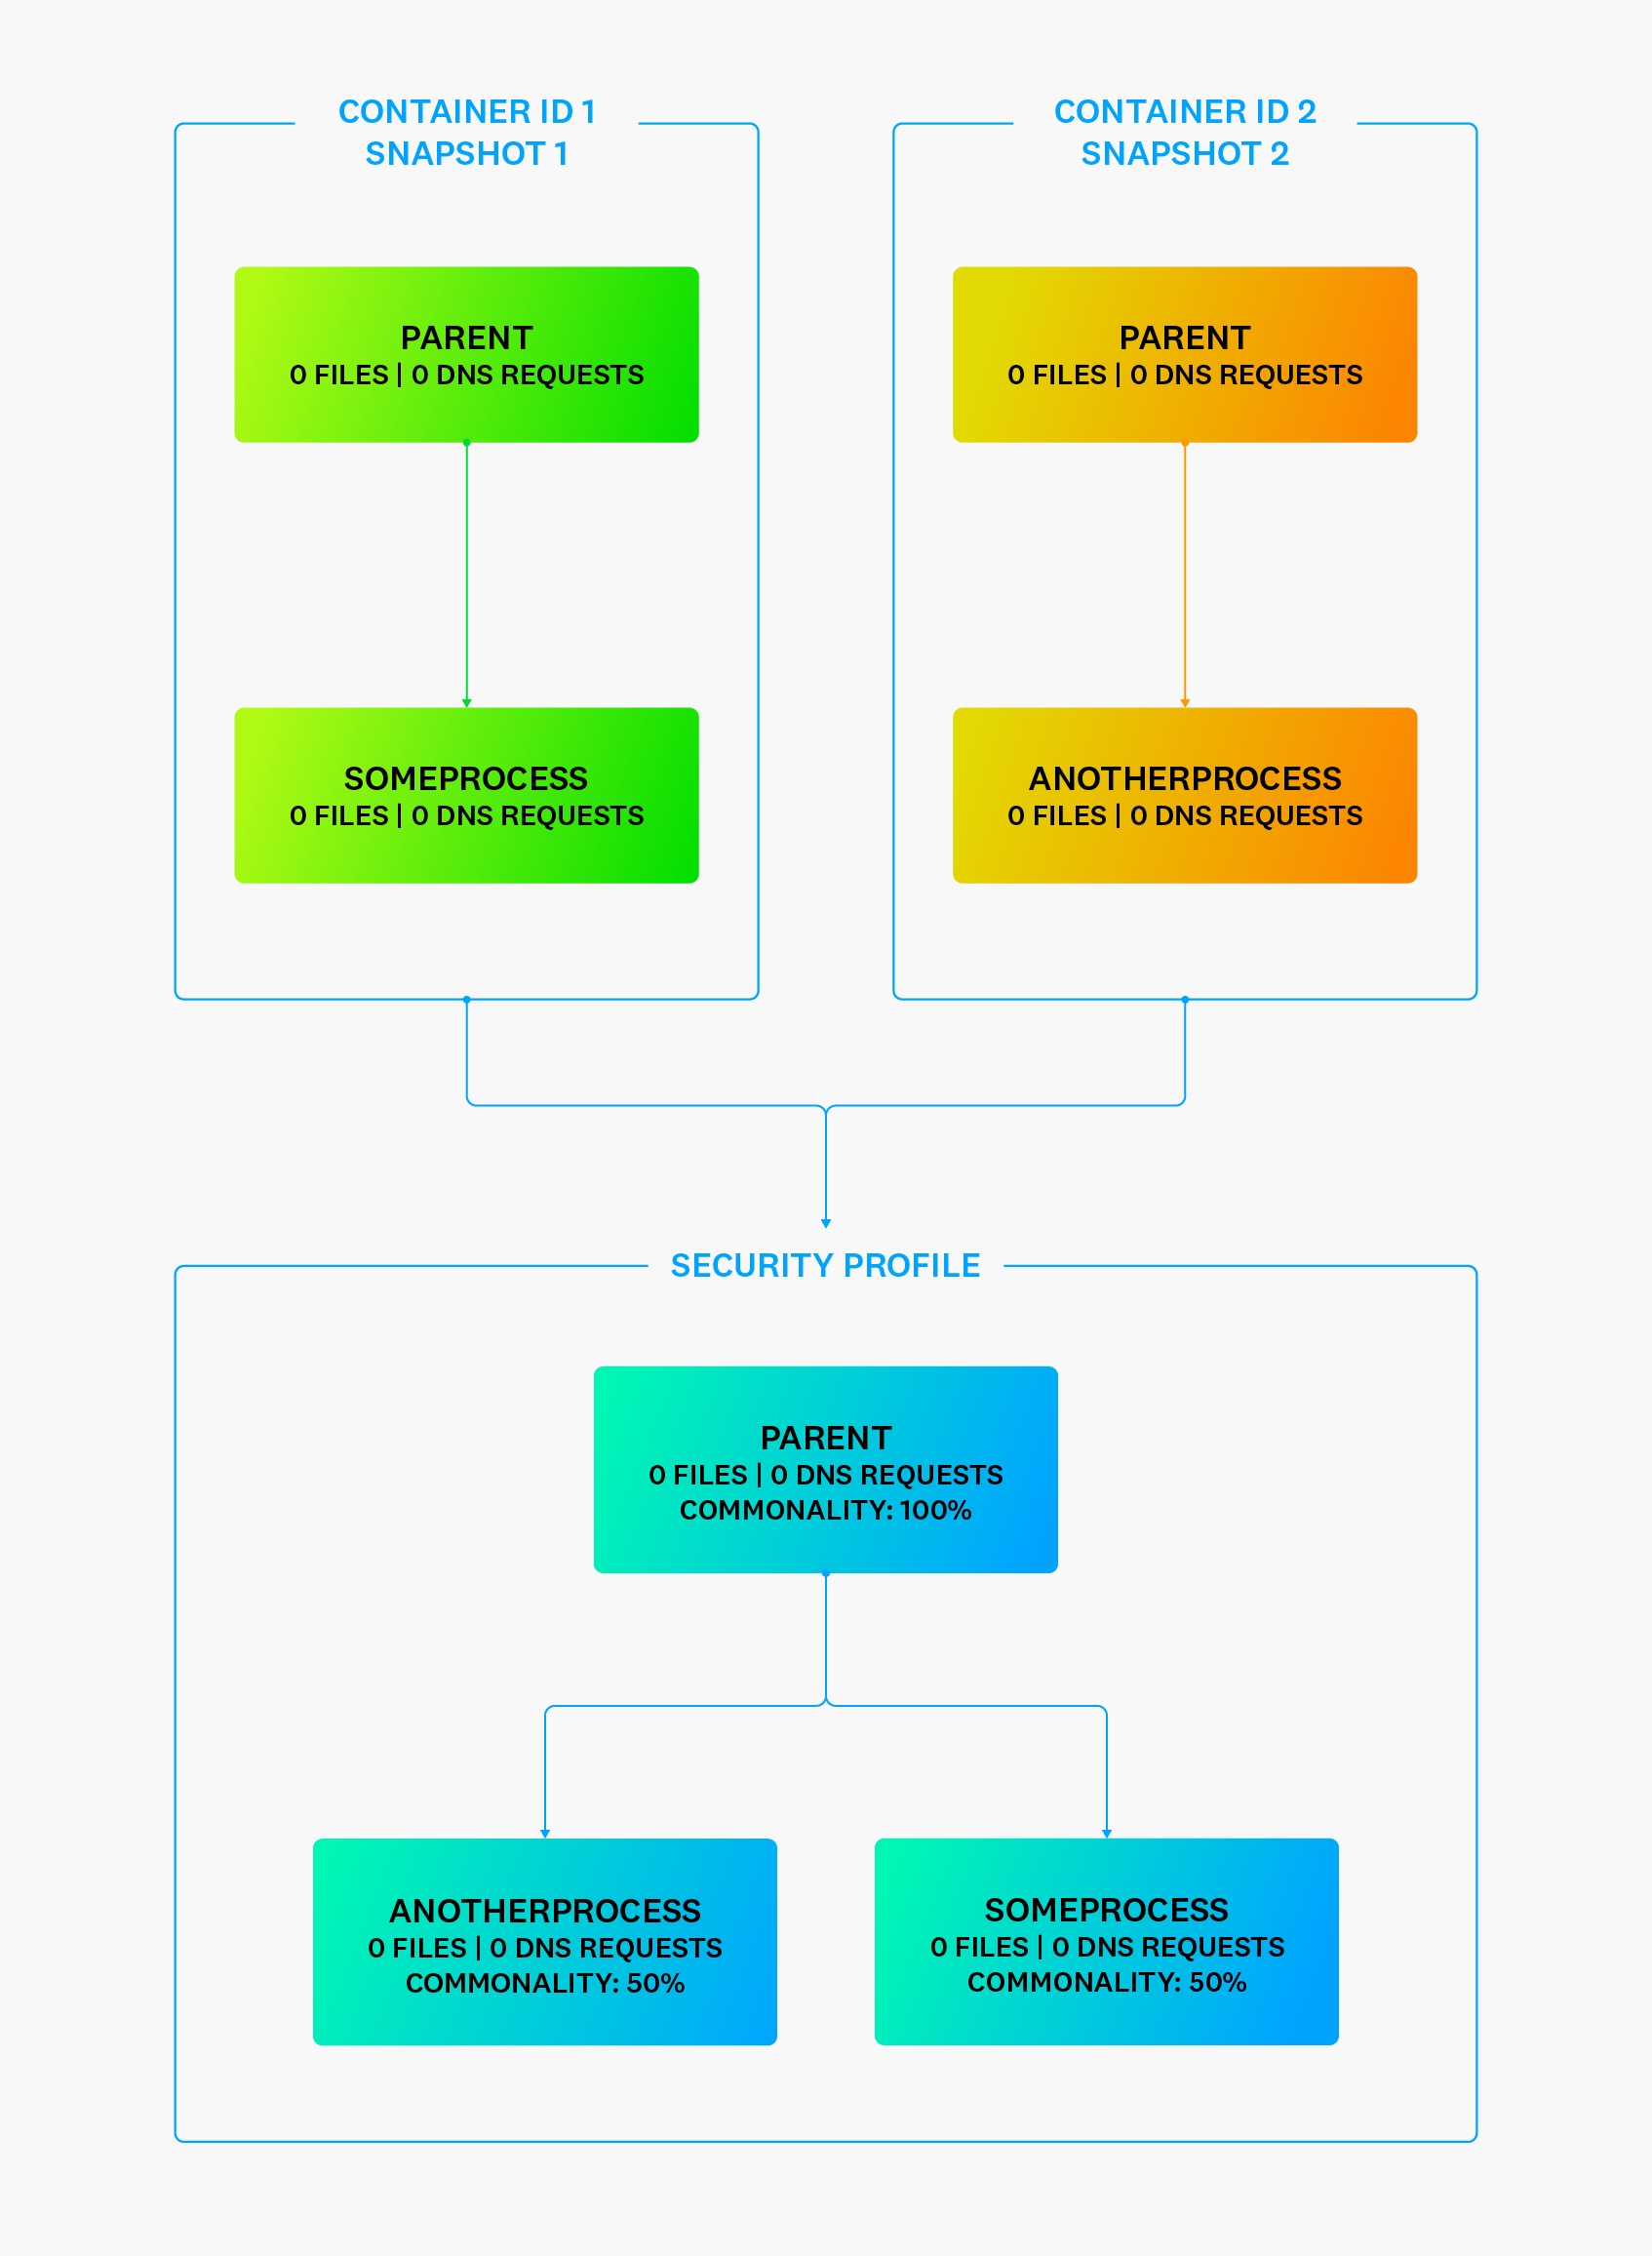 CONTAINER ID 1
SNAPSHOT 1
PARENT
0 FILES | 0 DNS REQUESTS
SOMEPROCESS
0 FILES | 0 DNS REQUESTS
CONTAINER ID 2
SNAPSHOT 2
PARENT
0 FILES | 0 DNS REQUESTS
ANOTHERPROCESS
0 FILES | 0 DNS REQUESTS
SECURITY PROFILE
PARENT
0 FILES | 0 DNS REQUESTS
COMMONALITY: 100%
ANOTHERPROCESS
0 FILES | 0 DNS REQUESTS
COMMONALITY: 50%
SOMEPROCESS
0 FILES | 0 DNS REQUESTS
COMMONALITY: 50%